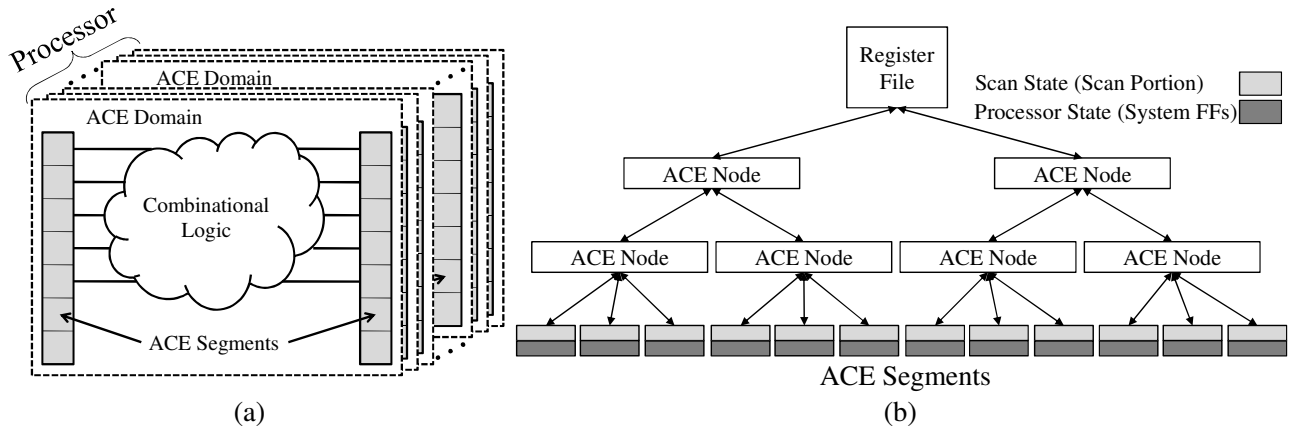 Processor
ACE Domain
ACE Domain
Combinational
Logic
ACE Segments
(a)
Register
File
Scan State (Scan Portion)
Processor State (System FFs)
ACE Node
ACE Node
ACE Node
ACE Node
ACE Node
ACE Node
ACE Segments
(b)